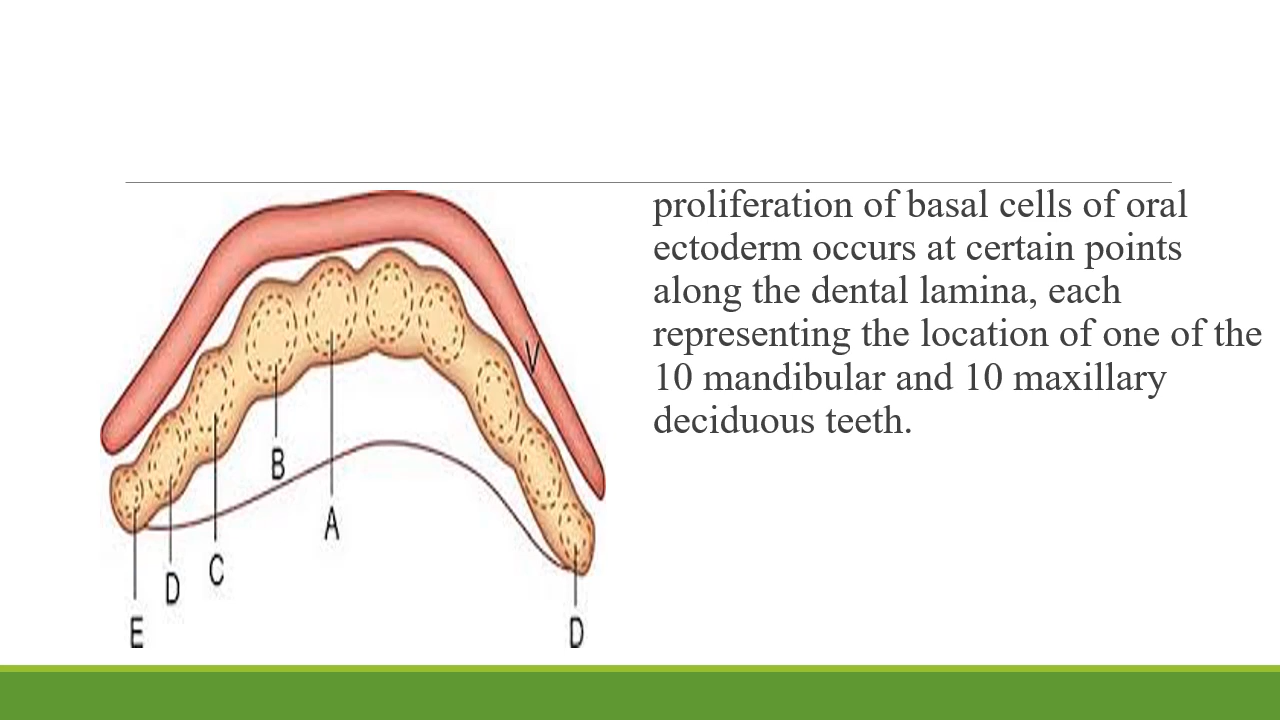 proliferation of basal cells of oral
ectoderm occurs at certain points
along the dental lamina, each
representing the location of one of the
10 mandibular and 10 maxillary
deciduous teeth.
V
B
A
C
D
E
D